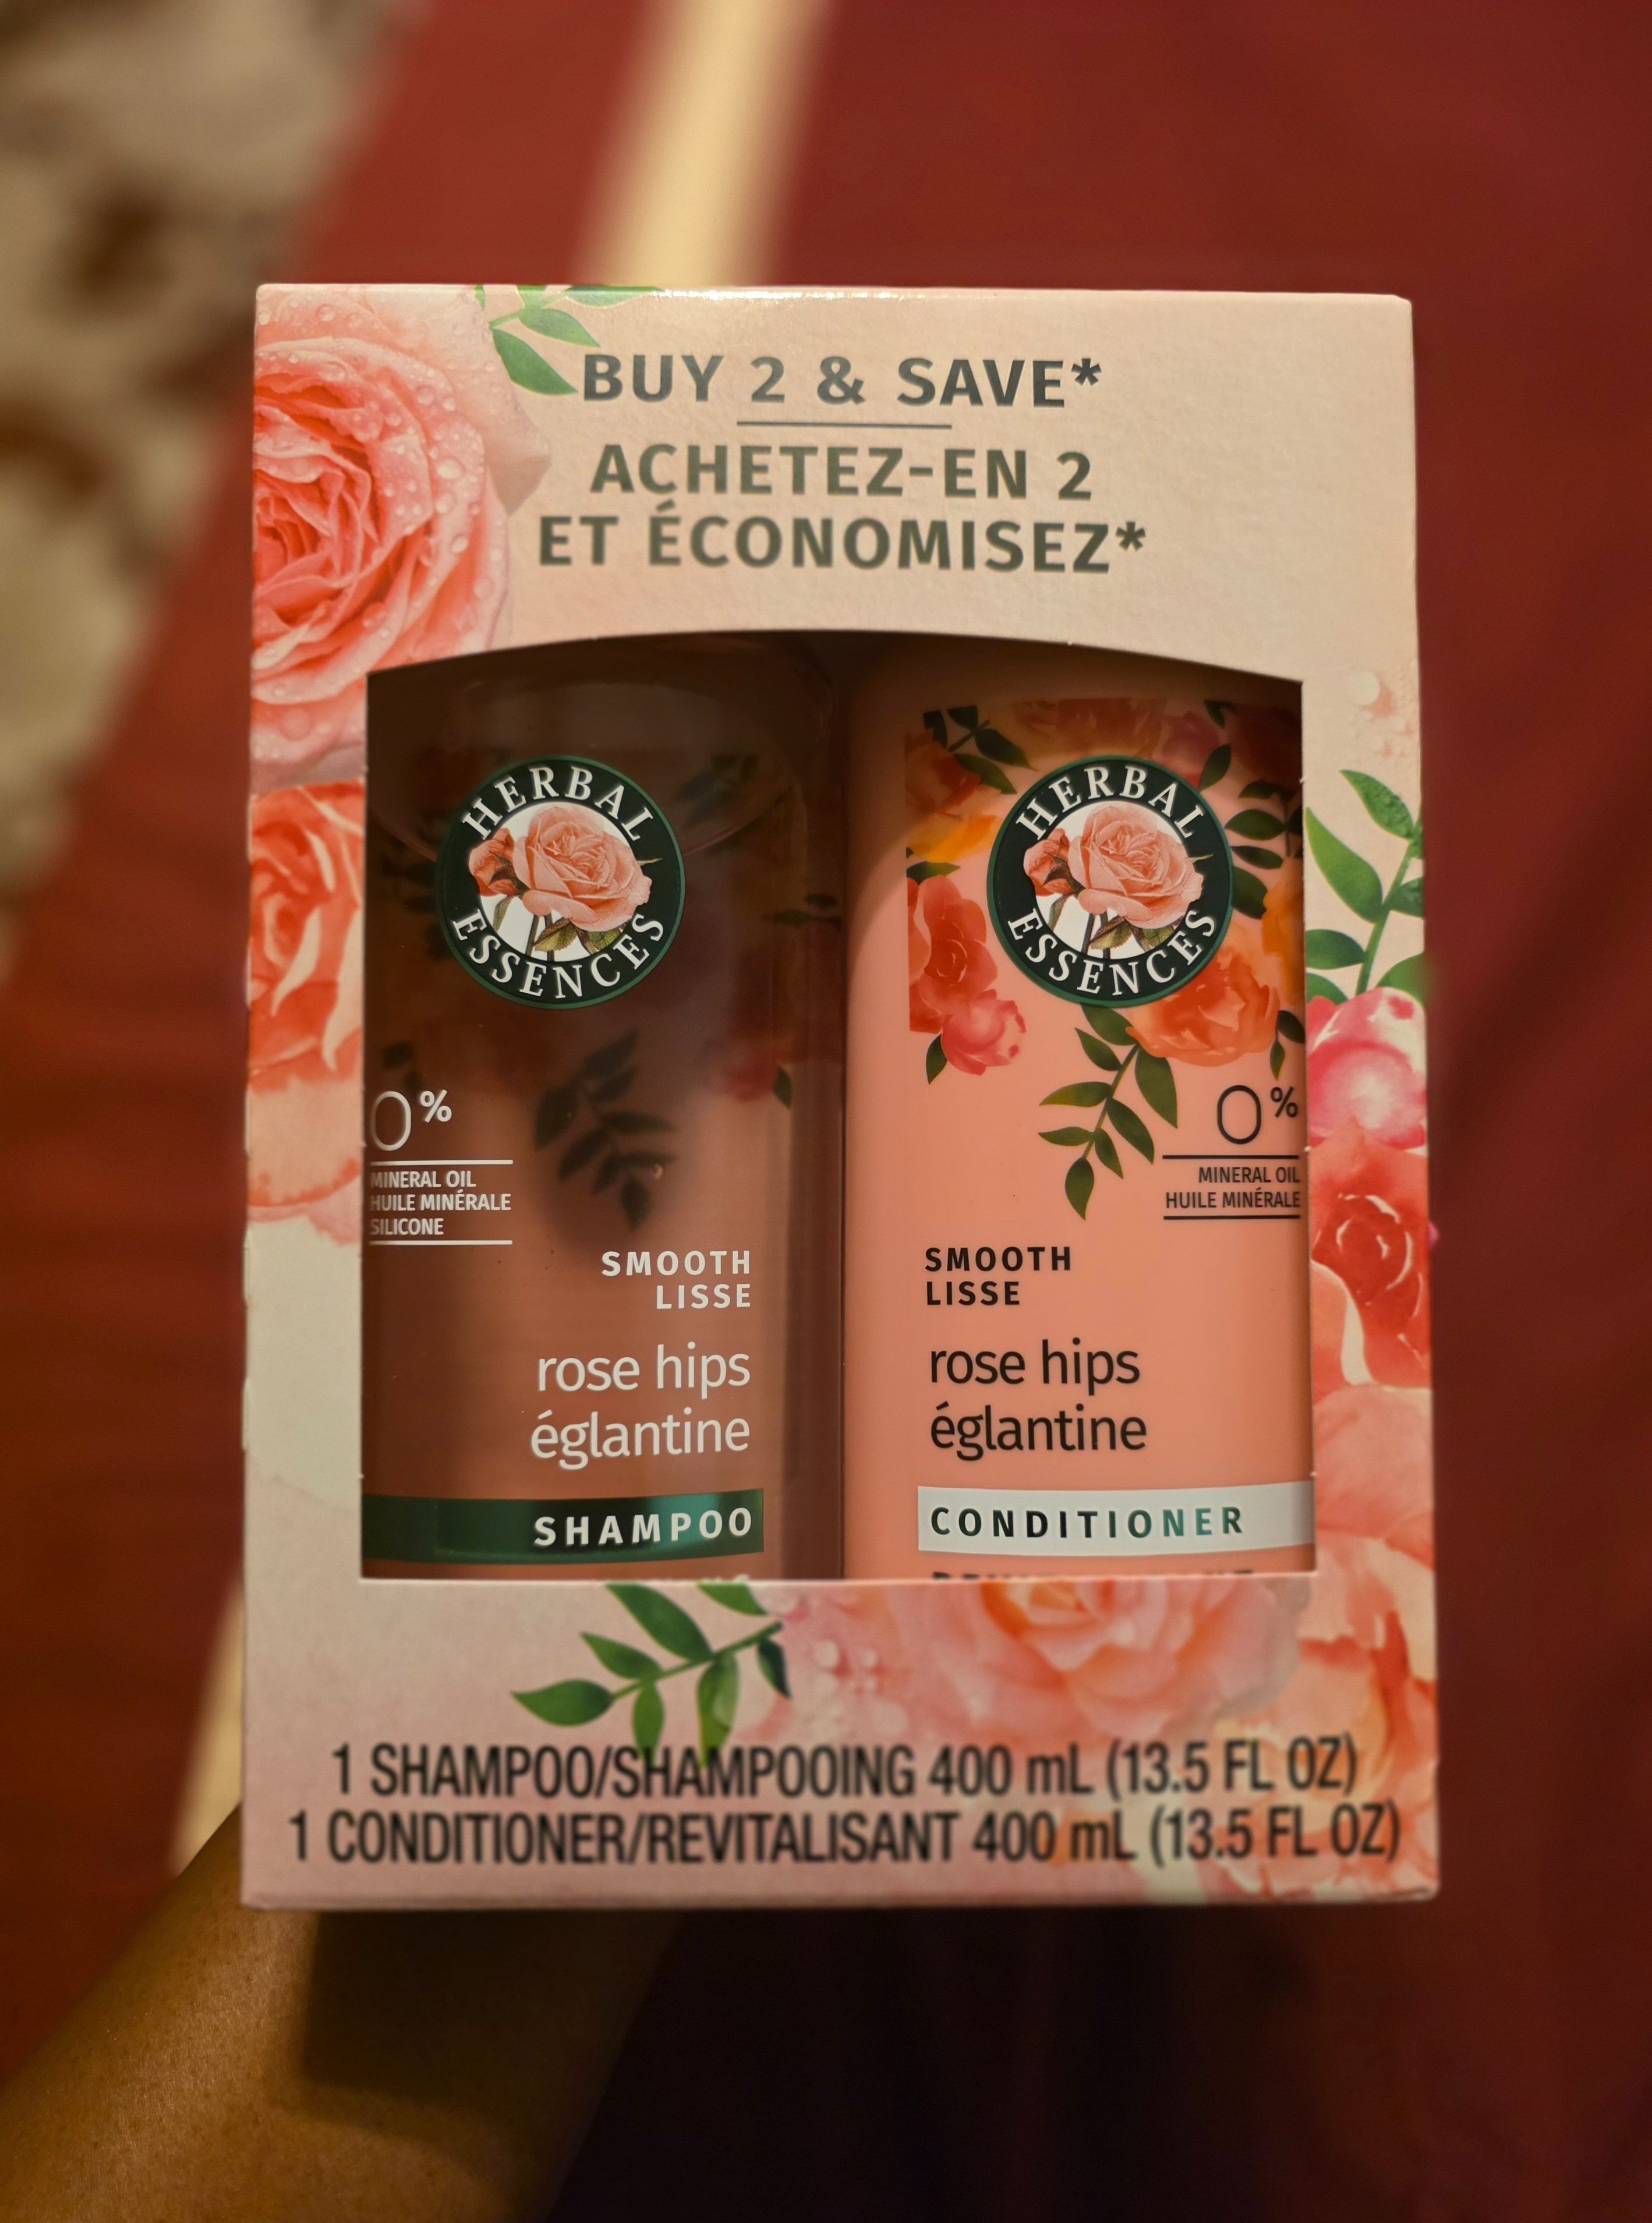 BUY 2 & SAVE*
ACHETEZ-EN 2
ET ÉCONOMISEZ*
HERBAL
ESSENCES
0%
MINERAL OIL
HUILE MINÉRALE
SILICONE
SMOOTH
LISSE
rose hips
églantine
SHAMPOO
HERBAL
ESSENCES
0%
MINERAL OIL
HUILE MINÉRALE
SMOOTH
LISSE
rose hips
églantine
CONDITIONER
1 SHAMPOO/SHAMPOOING 400 mL (13.5 FL OZ)
1 CONDITIONER/REVITALISANT 400 mL (13.5 FL OZ)